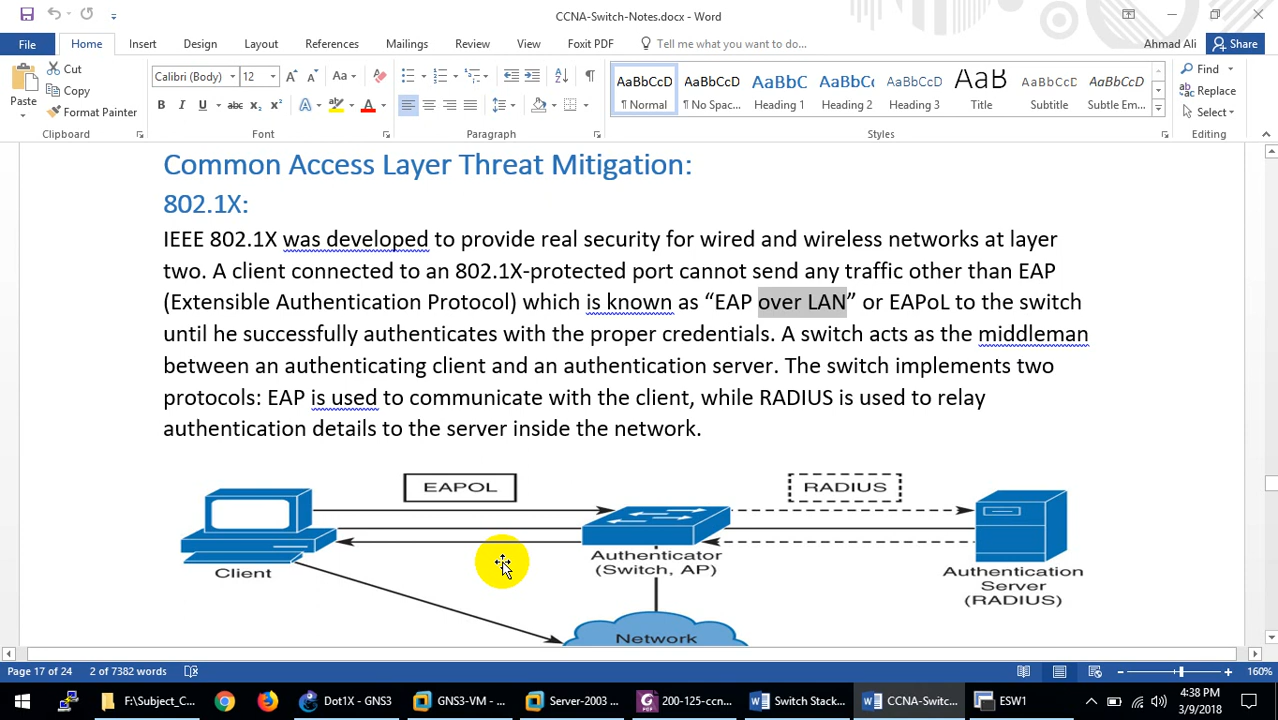 CCNA-Switch-Notes.docx - Word
File Home Insert Design Layout References Mailings Review View Foxit PDF Tell me what you want to do... Ahmad Ali Share
Paste Cut Copy Format Painter
Calibri (Body) 12 Aa
B I U abc x₂ x² A A
AaBbCcD AaBbCcD AaBbC AaBbC AaBbCcD AaB AaBbCcD AaBbCcD
¶ Normal ¶ No Spac... Heading 1 Heading 2 Heading 3 Title Subtitle Subtle Em...
Find Replace Select
Clipboard Font Paragraph Styles Editing
Common Access Layer Threat Mitigation:
802.1X:
IEEE 802.1X was developed to provide real security for wired and wireless networks at layer
two. A client connected to an 802.1X-protected port cannot send any traffic other than EAP
(Extensible Authentication Protocol) which is known as “EAP over LAN” or EAPoL to the switch
until he successfully authenticates with the proper credentials. A switch acts as the middleman
between an authenticating client and an authentication server. The switch implements two
protocols: EAP is used to communicate with the client, while RADIUS is used to relay
authentication details to the server inside the network.
EAPOL RADIUS
Client
Authenticator
(Switch, AP)
Authentication
Server
(RADIUS)
Network
Page 17 of 24 2 of 7382 words 160%
F:\Subject_C... Dot1X - GNS3 GNS3-VM - ... Server-2003 ... 200-125-ccn... Switch Stack... CCNA-Switc... ESW1 4:38 PM
3/9/2018